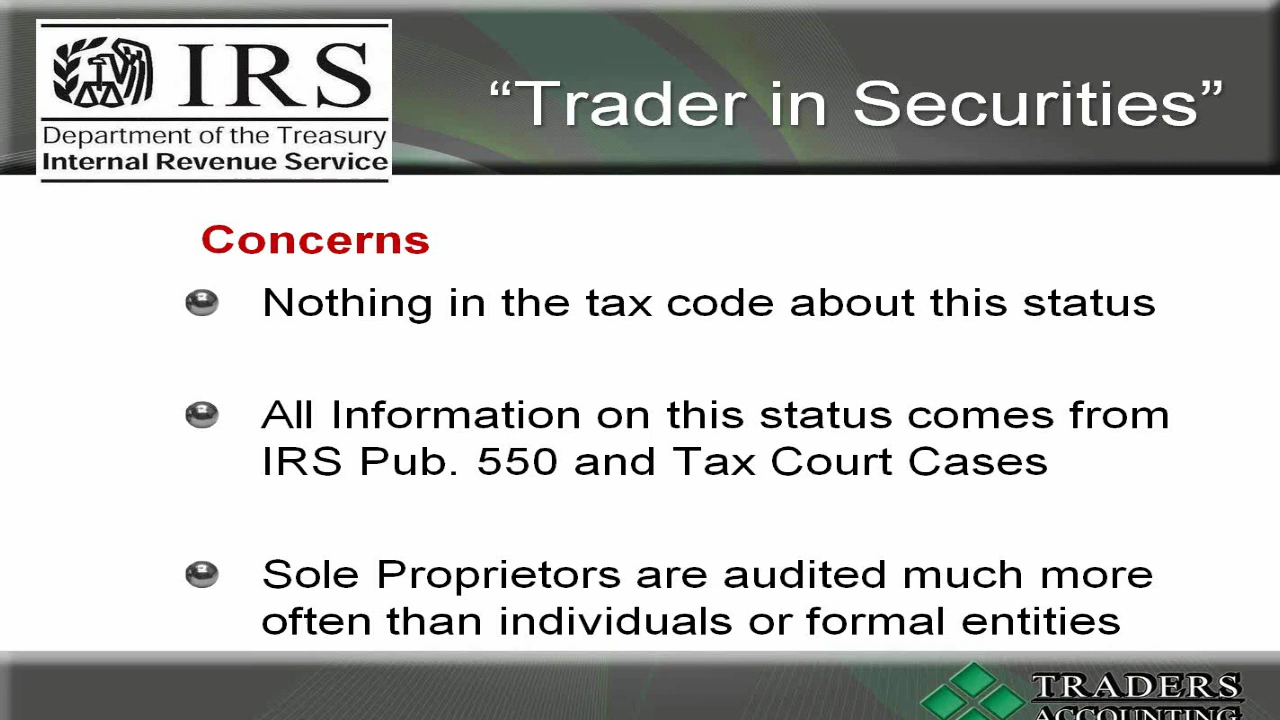 IRS
Department of the Treasury
Internal Revenue Service
“Trader in Securities”
Concerns
Nothing in the tax code about this status
All Information on this status comes from
IRS Pub. 550 and Tax Court Cases
Sole Proprietors are audited much more
often than individuals or formal entities
TRADERS
ACCOUNTING